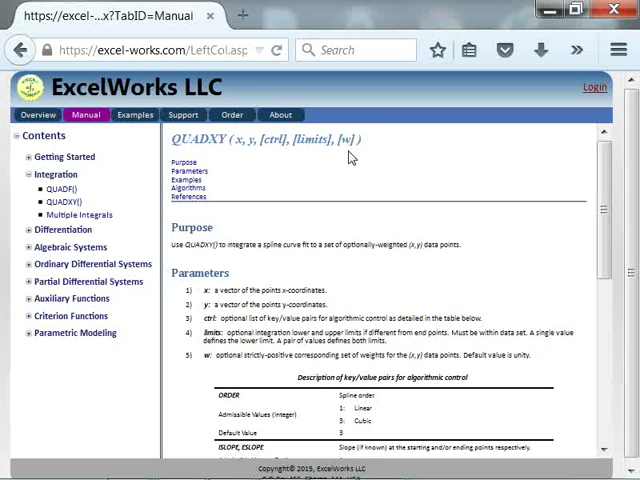 https://excel-...x?TabID=Manual
https://excel-works.com/LeftCol.asp
Search
ExcelWorks LLC
Login
Overview Manual Examples Support Order About
Contents
Getting Started
Integration
QUADF()
QUADXY()
Multiple Integrals
Differentiation
Algebraic Systems
Ordinary Differential Systems
Partial Differential Systems
Auxiliary Functions
Criterion Functions
Parametric Modeling
QUADXY ( x, y, [ctrl], [limits], [w] )
Purpose
Parameters
Examples
Algorithms
References
Purpose
Use QUADXY() to integrate a spline curve fit to a set of optionally-weighted (x,y) data points.
Parameters
1) x: a vector of the points x-coordinates.
2) y: a vector of the points y-coordinates.
3) ctrl: optional list of key/value pairs for algorithmic control as detailed in the table below.
4) limits: optional integration lower and upper limits if different from end points. Must be within data set. A single value
defines the lower limit. A pair of values defines both limits.
5) w: optional strictly-positive corresponding set of weights for the (x,y) data points. Default value is unity.
Description of key/value pairs for algorithmic control
ORDER Spline order.
Admissible Values (Integer) 1: Linear
3: Cubic
Default Value 3
ISLOPE, ESLOPE Slope (if known) at the starting and/or ending points respectively.
Copyright© 2015, ExcelWorks LLC